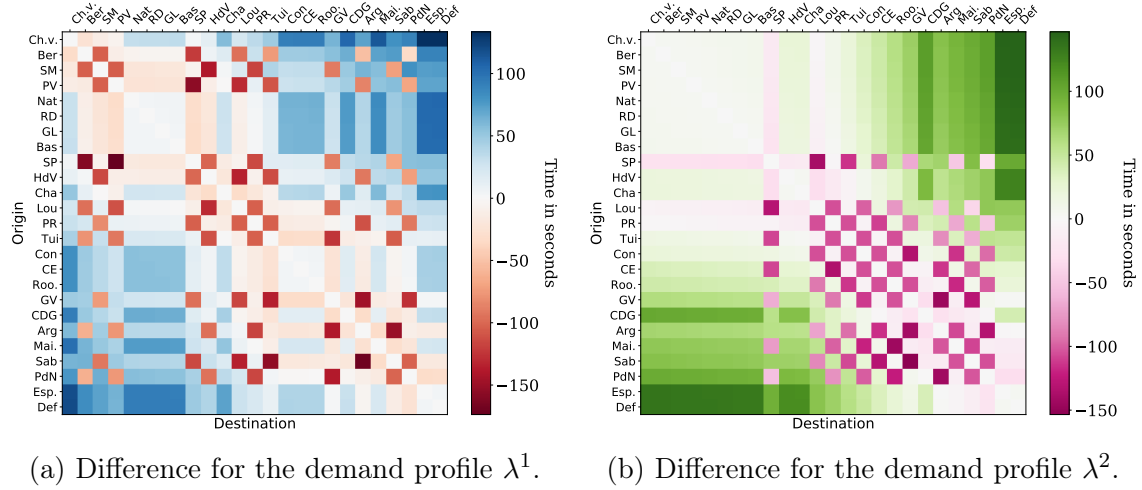 Ch.v. Ber SM PV Nat RD GL Bas SP HdV Cha Lou PR Tui Con CE Roo. GV CDG Arg Mai. Sab PdN Esp. Def
Ch.v.
Ber
SM
PV
Nat
RD
GL
Bas
SP
HdV
Cha
Lou
PR
Tui
Con
CE
Roo.
GV
CDG
Arg
Mai.
Sab
PdN
Esp.
Def
Origin
Destination
100
50
0
−50
−100
−150
Time in seconds
(a) Difference for the demand profile λ¹.
Ch.v. Ber SM PV Nat RD GL Bas SP HdV Cha Lou PR Tui Con CE Roo. GV CDG Arg Mai. Sab PdN Esp. Def
Ch.v.
Ber
SM
PV
Nat
RD
GL
Bas
SP
HdV
Cha
Lou
PR
Tui
Con
CE
Roo.
GV
CDG
Arg
Mai.
Sab
PdN
Esp.
Def
Origin
Destination
100
50
0
−50
−100
−150
Time in seconds
(b) Difference for the demand profile λ².